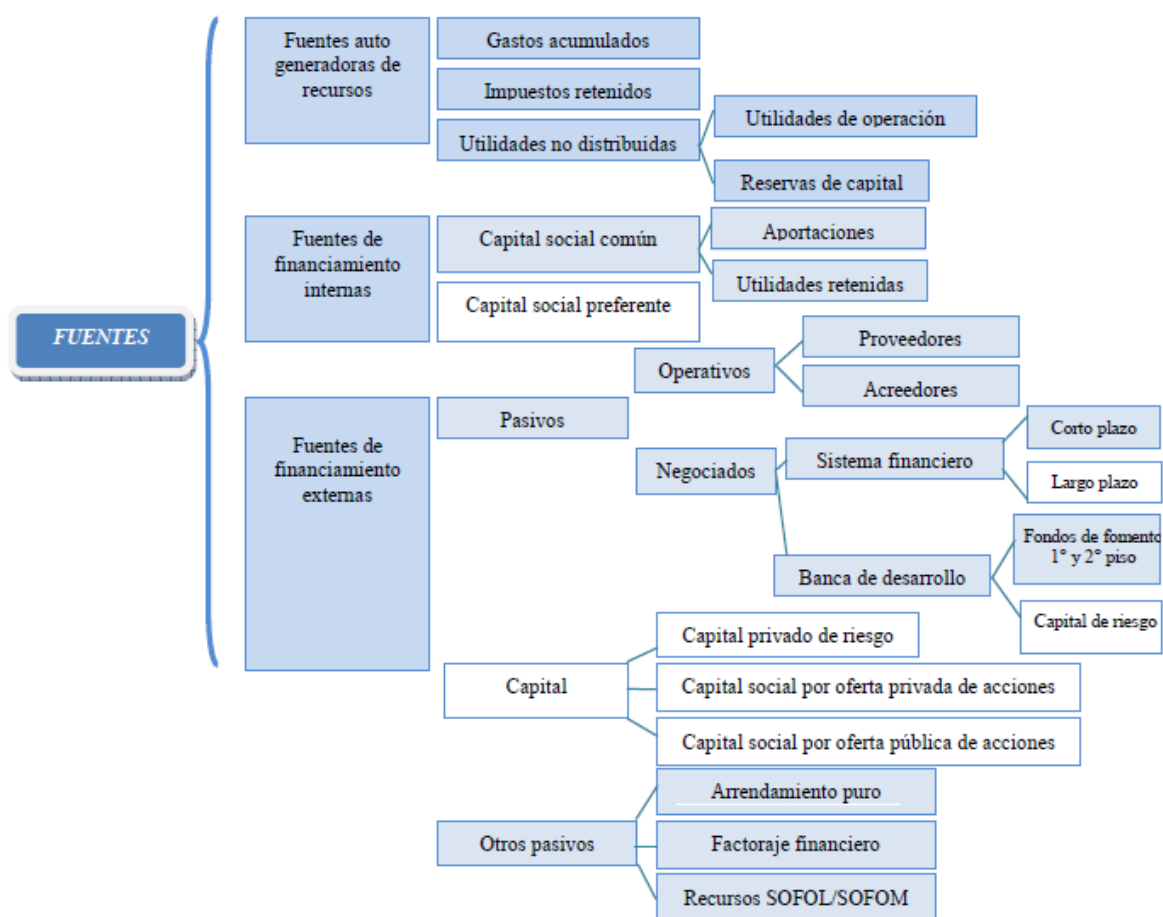 FUENTES
Fuentes auto
generadoras de
recursos
Gastos acumulados
Impuestos retenidos
Utilidades no distribuidas
Utilidades de operación
Reservas de capital
Fuentes de
financiamiento
internas
Capital social común
Aportaciones
Utilidades retenidas
Capital social preferente
Fuentes de
financiamiento
externas
Pasivos
Operativos
Proveedores
Acreedores
Negociados
Sistema financiero
Corto plazo
Largo plazo
Banca de desarrollo
Fondos de fomento
1° y 2° piso
Capital de riesgo
Capital
Capital privado de riesgo
Capital social por oferta privada de acciones
Capital social por oferta pública de acciones
Otros pasivos
Arrendamiento puro
Factoraje financiero
Recursos SOFOL/SOFOM